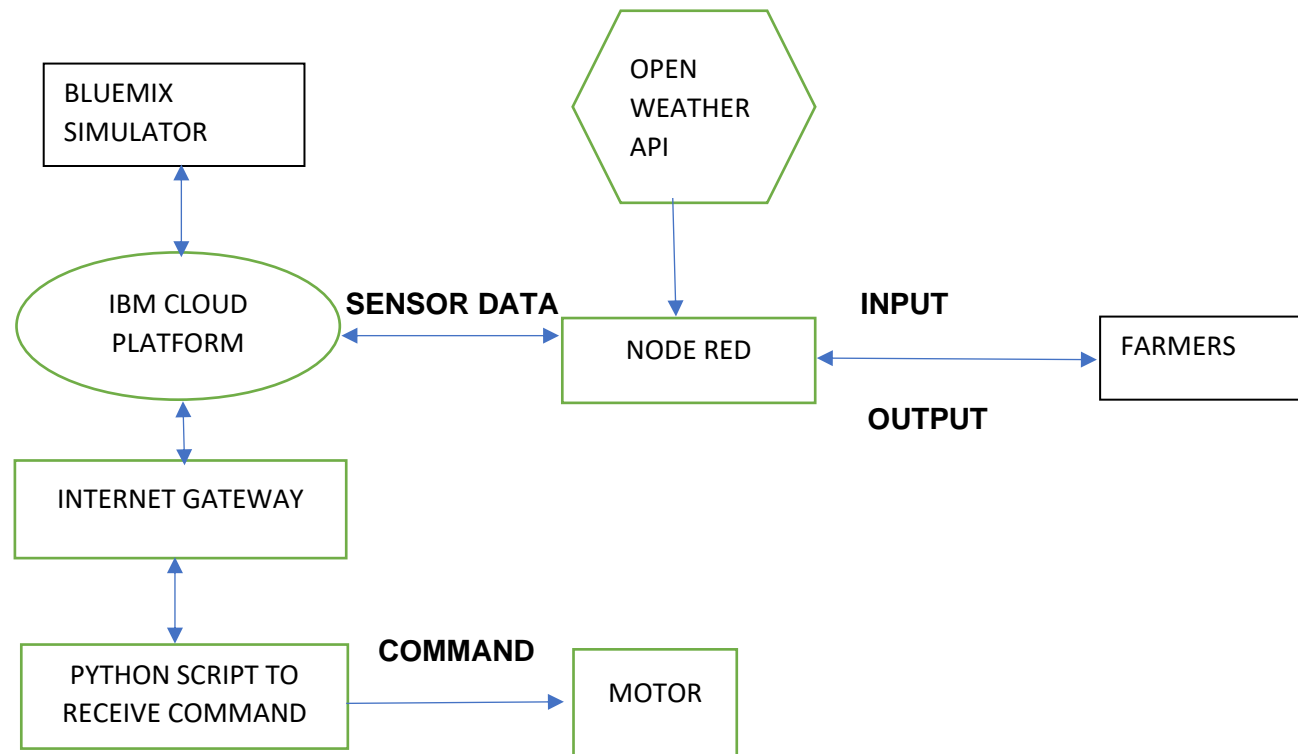 BLUEMIX
SIMULATOR
OPEN
WEATHER
API
IBM CLOUD
PLATFORM
SENSOR DATA
NODE RED
INPUT
OUTPUT
FARMERS
INTERNET GATEWAY
PYTHON SCRIPT TO
RECEIVE COMMAND
COMMAND
MOTOR